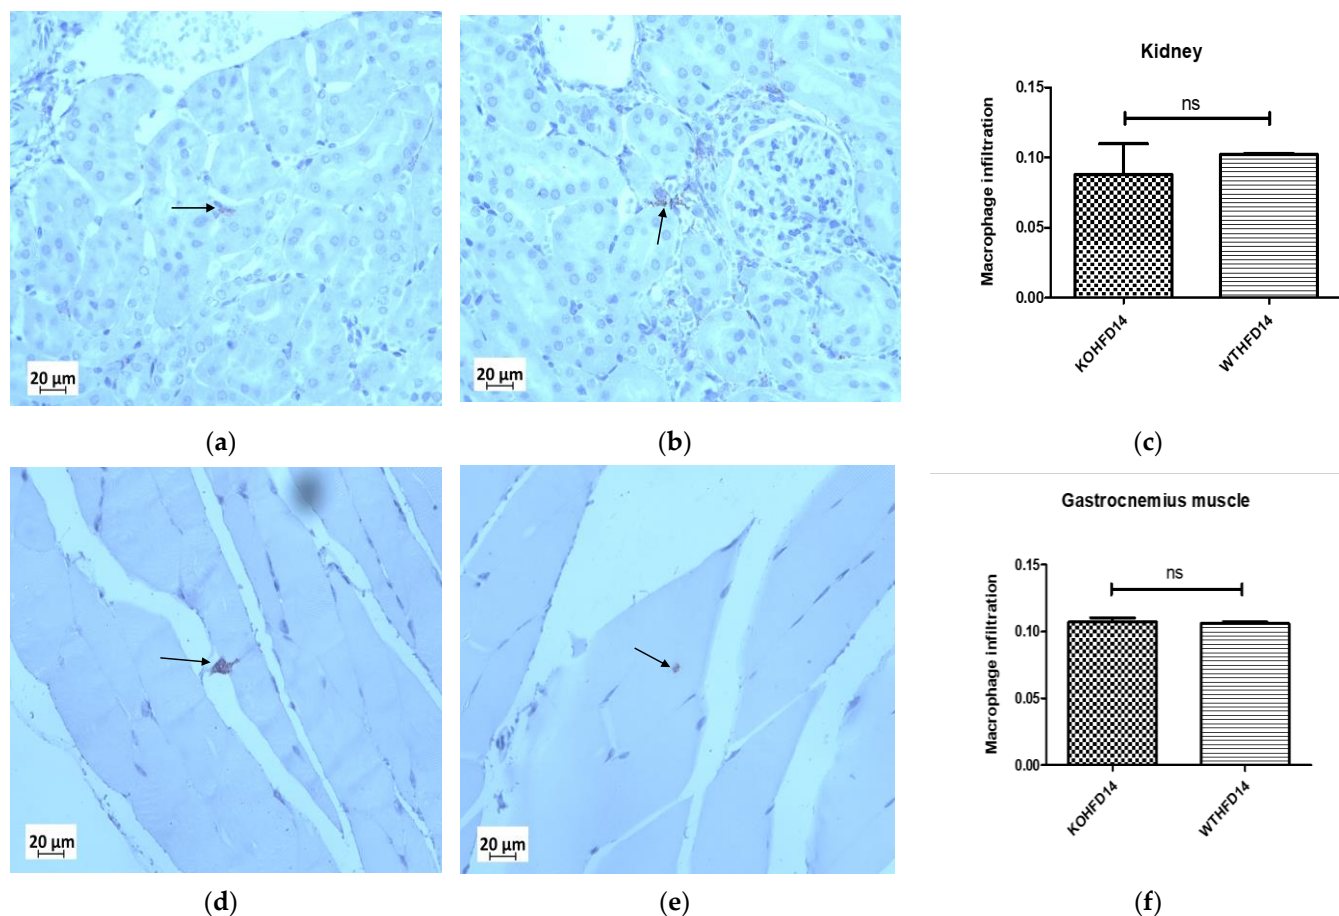 20 µm
(a)
20 µm
(b)
Kidney
Macrophage infiltration
0.15
0.10
0.05
0.00
ns
KOHFD14
WTHFD14
(c)
20 µm
(d)
20 µm
(e)
Gastrocnemius muscle
Macrophage infiltration
0.15
0.10
0.05
0.00
ns
KOHFD14
WTHFD14
(f)